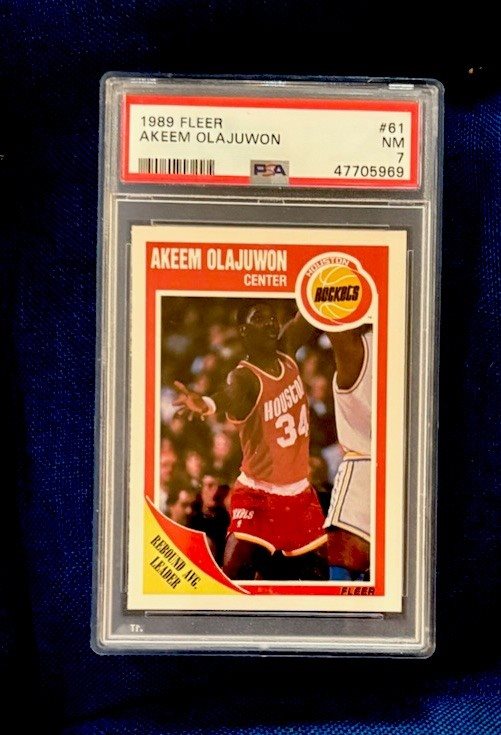 1989 FLEER #61
AKEEM OLAJUWON NM
7
PSA 47705969
AKEEM OLAJUWON
CENTER
HOUSTON
ROCKETS
HOUSTON
34
REBOUND AVG.
LEADER
FLEER